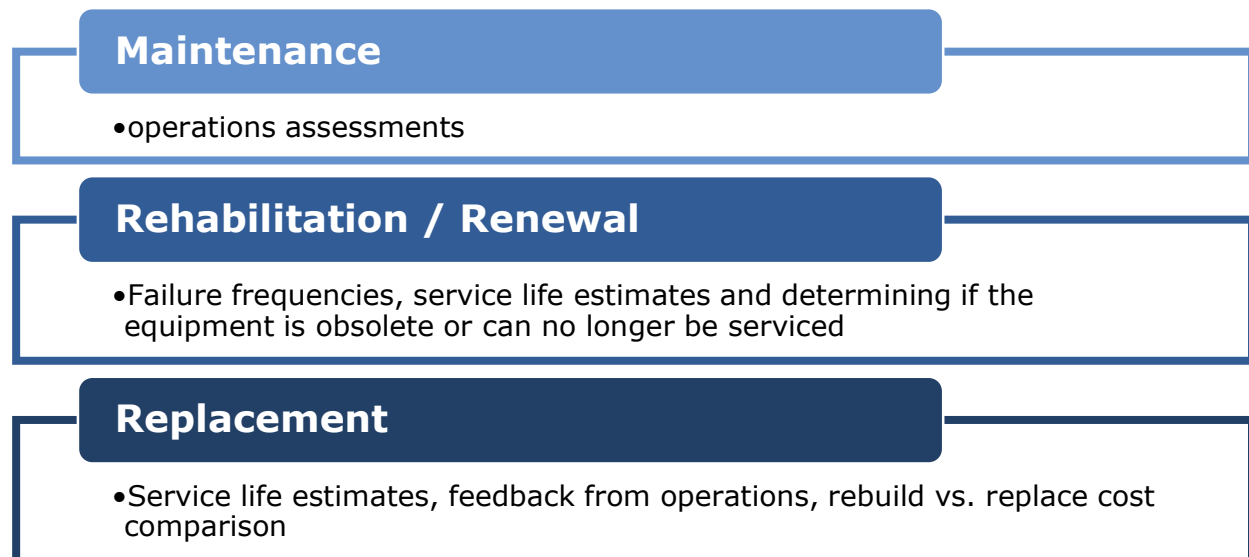 Maintenance
•operations assessments
Rehabilitation / Renewal
•Failure frequencies, service life estimates and determining if the
equipment is obsolete or can no longer be serviced
Replacement
•Service life estimates, feedback from operations, rebuild vs. replace cost
comparison